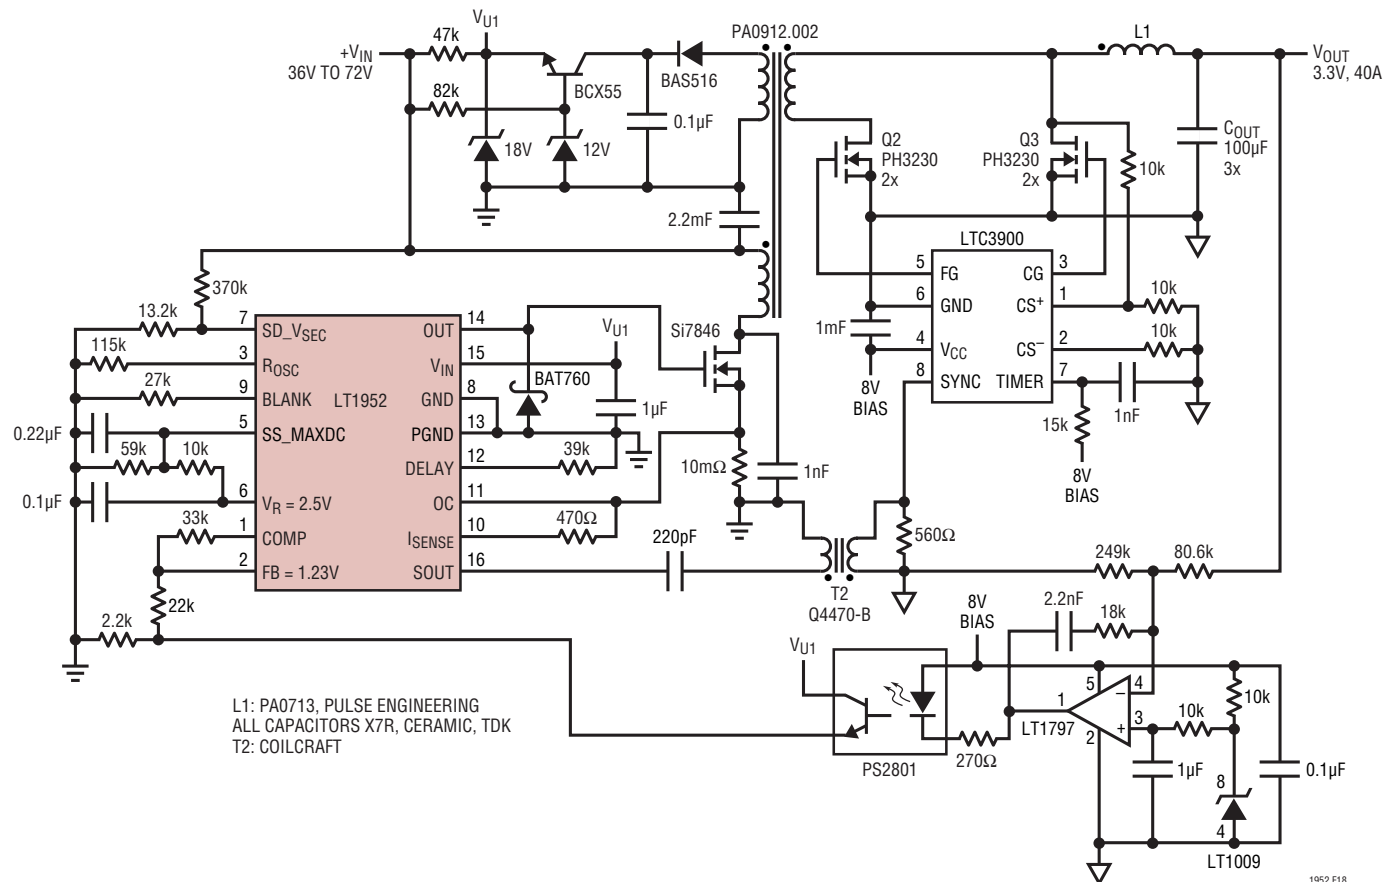 +VIN
36V TO 72V
47k
82k
VU1
BCX55
18V
12V
0.1µF
BAS516
PA0912.002
2.2mF
L1
VOUT
3.3V, 40A
COUT
100µF
3x
Q2
PH3230
2x
Q3
PH3230
2x
10k
LTC3900
5
FG
6
GND
4
VCC
8
SYNC
CG
3
CS+
1
CS−
2
TIMER
7
10k
10k
1mF
8V
BIAS
1nF
15k
8V
BIAS
370k
13.2k
115k
27k
0.22µF
59k
10k
0.1µF
33k
22k
2.2k
LT1952
7
SD_VSEC
3
ROSC
9
BLANK
5
SS_MAXDC
6
VR = 2.5V
1
COMP
2
FB = 1.23V
OUT
14
VIN
15
GND
8
PGND
13
DELAY
12
OC
11
ISENSE
10
SOUT
16
BAT760
VU1
1µF
39k
470Ω
Si7846
10mΩ
1nF
220pF
T2
Q4470-B
560Ω
249k
80.6k
2.2nF
18k
8V
BIAS
VU1
PS2801
270Ω
LT1797
1
5
4
−
3
+
2
10k
10k
1µF
8
4
LT1009
0.1µF
L1: PA0713, PULSE ENGINEERING
ALL CAPACITORS X7R, CERAMIC, TDK
T2: COILCRAFT
1952 F18